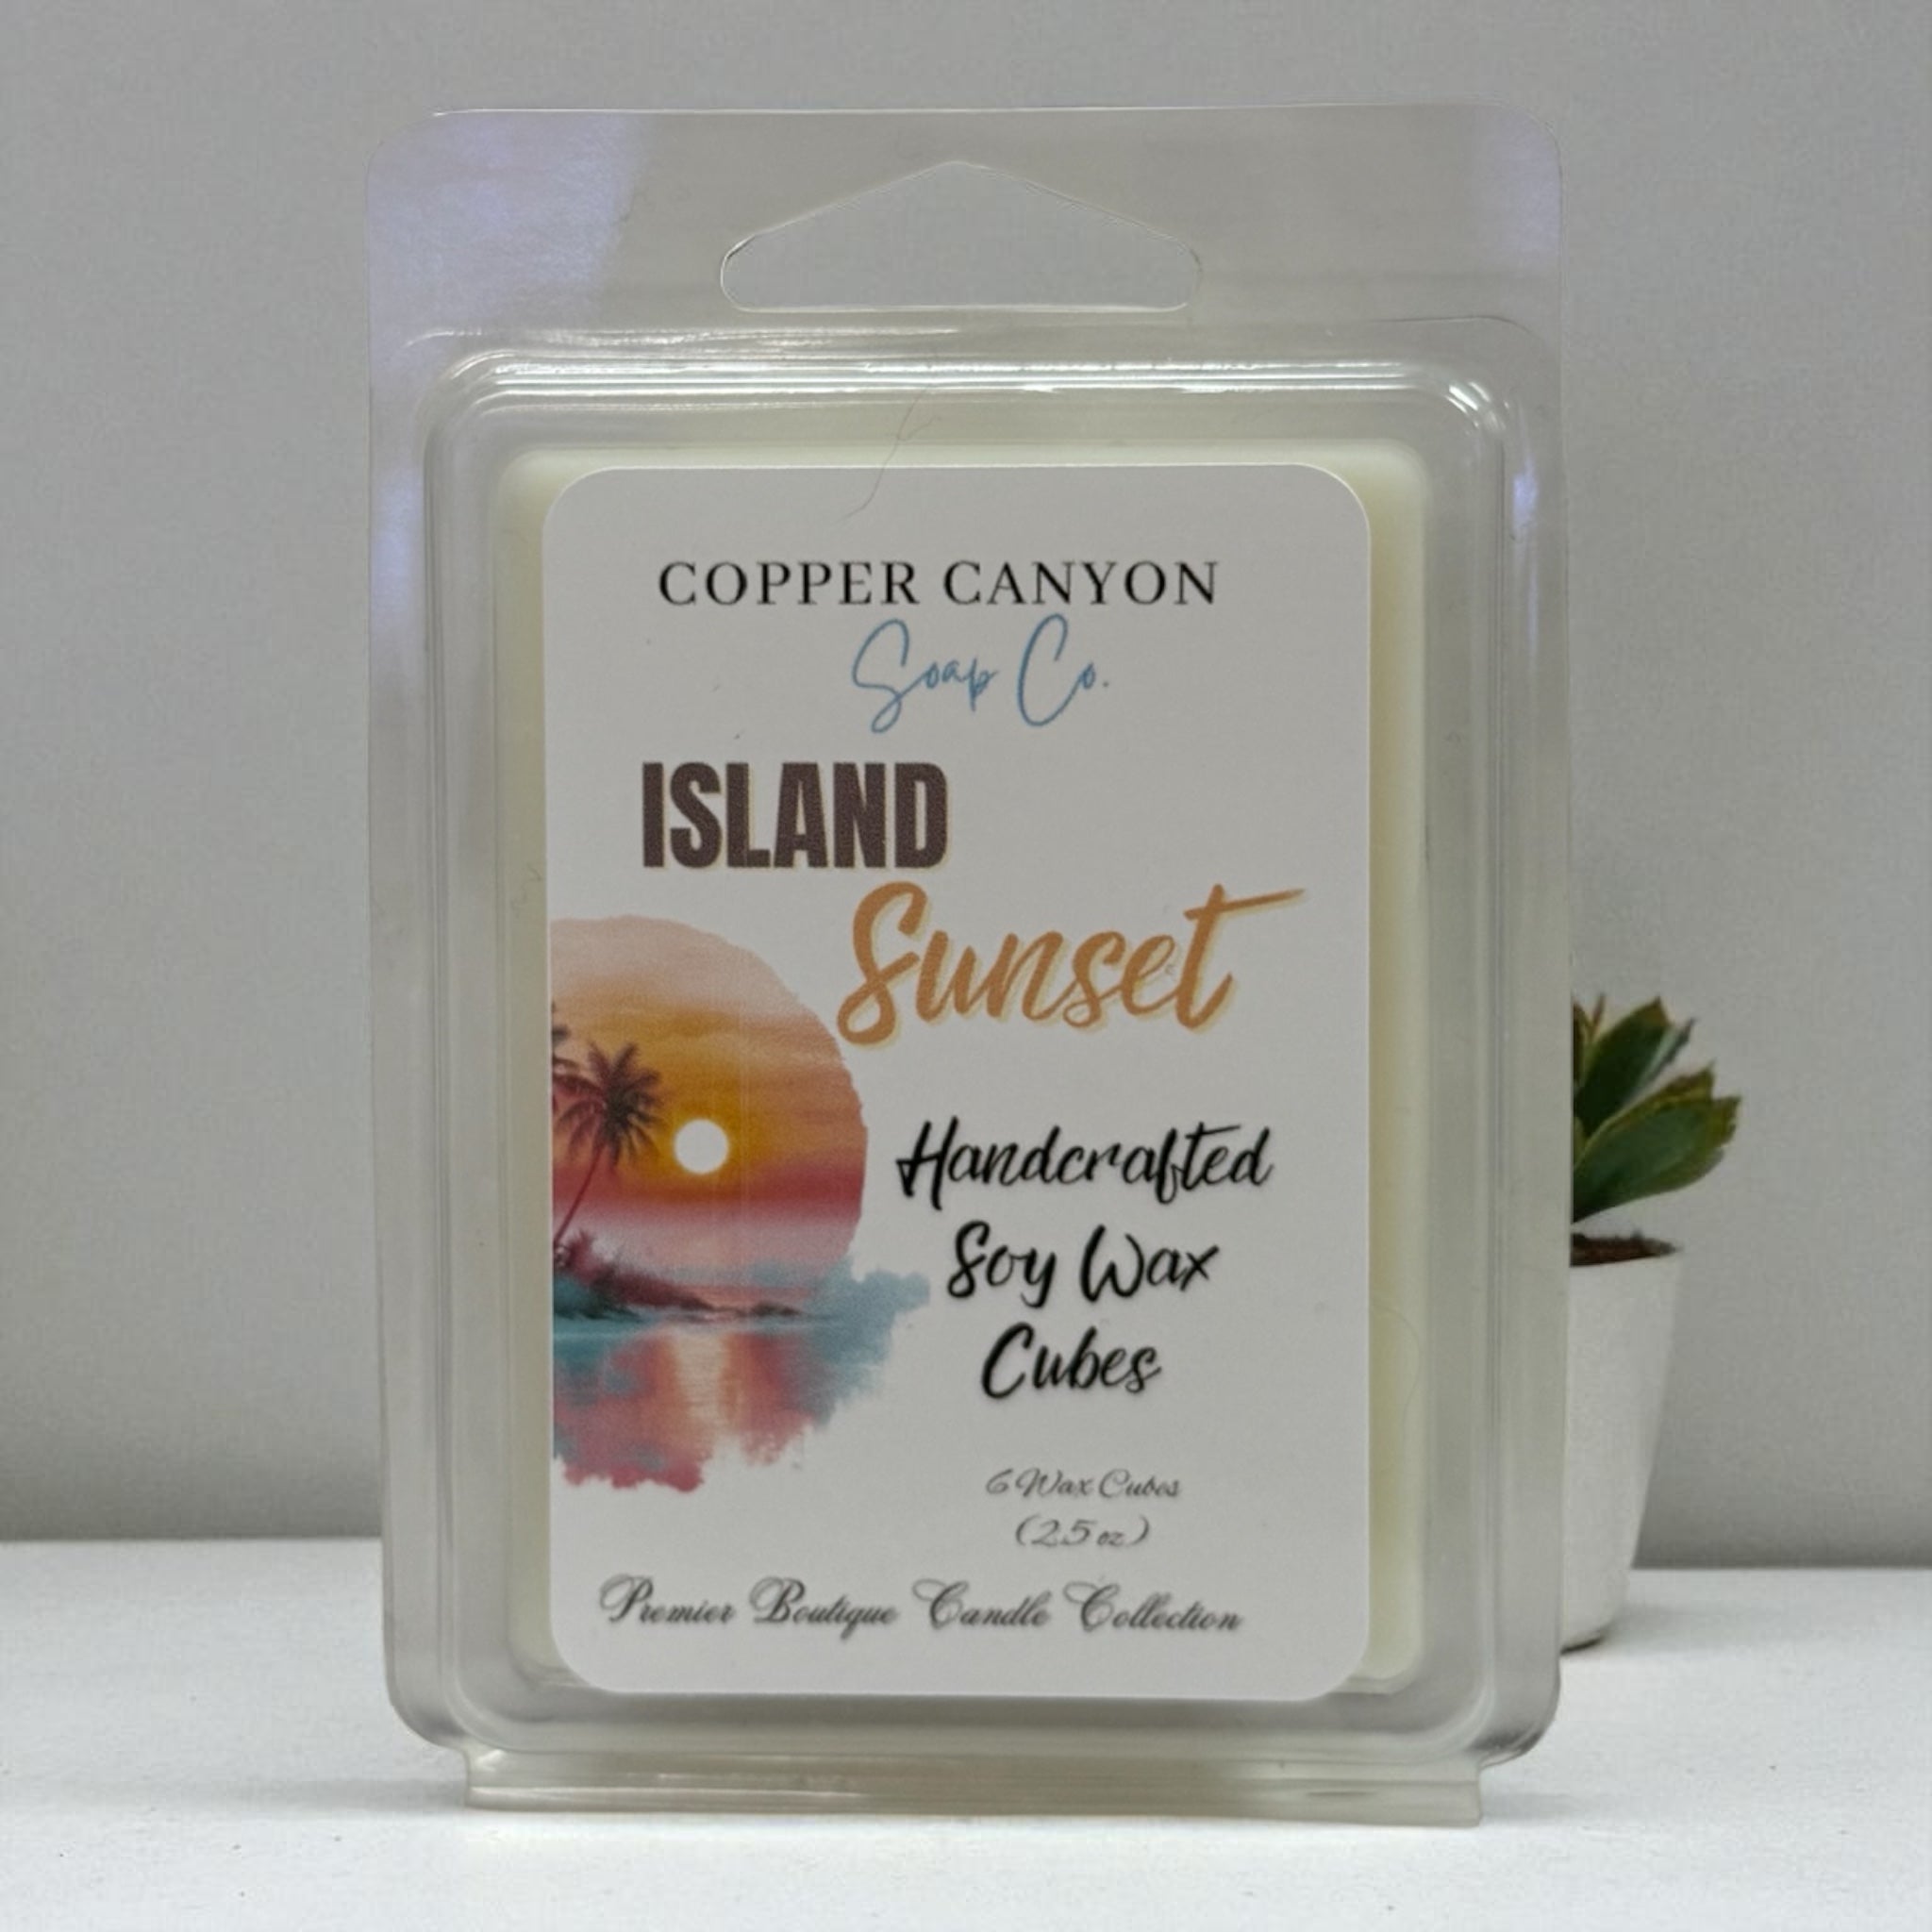 COPPER CANYON
Soap Co.
ISLAND
Sunset
Handcrafted
Soy Wax
Cubes
6 Wax Cubes
(2.5 oz)
Premier Boutique Candle Collection